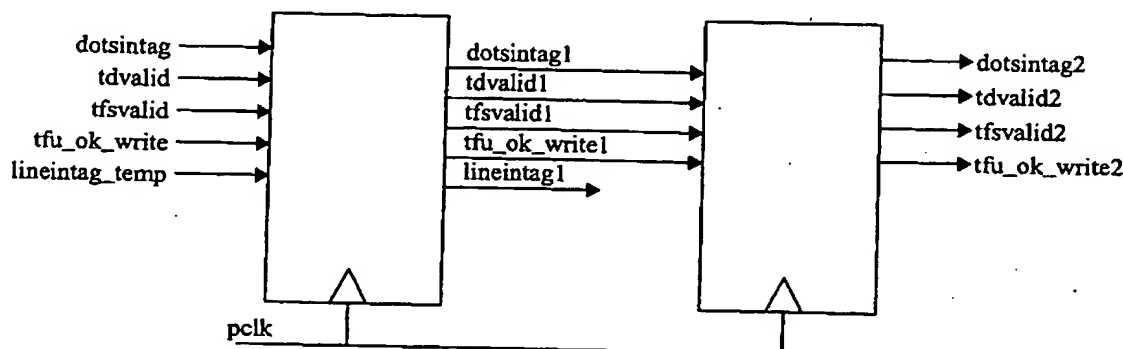 dotsintag
tdvalid
tfsvalid
tfu_ok_write
lineintag_temp
dotsintag1
tdvalid1
tfsvalid1
tfu_ok_write1
lineintag1
dotsintag2
tdvalid2
tfsvalid2
tfu_ok_write2
pclk